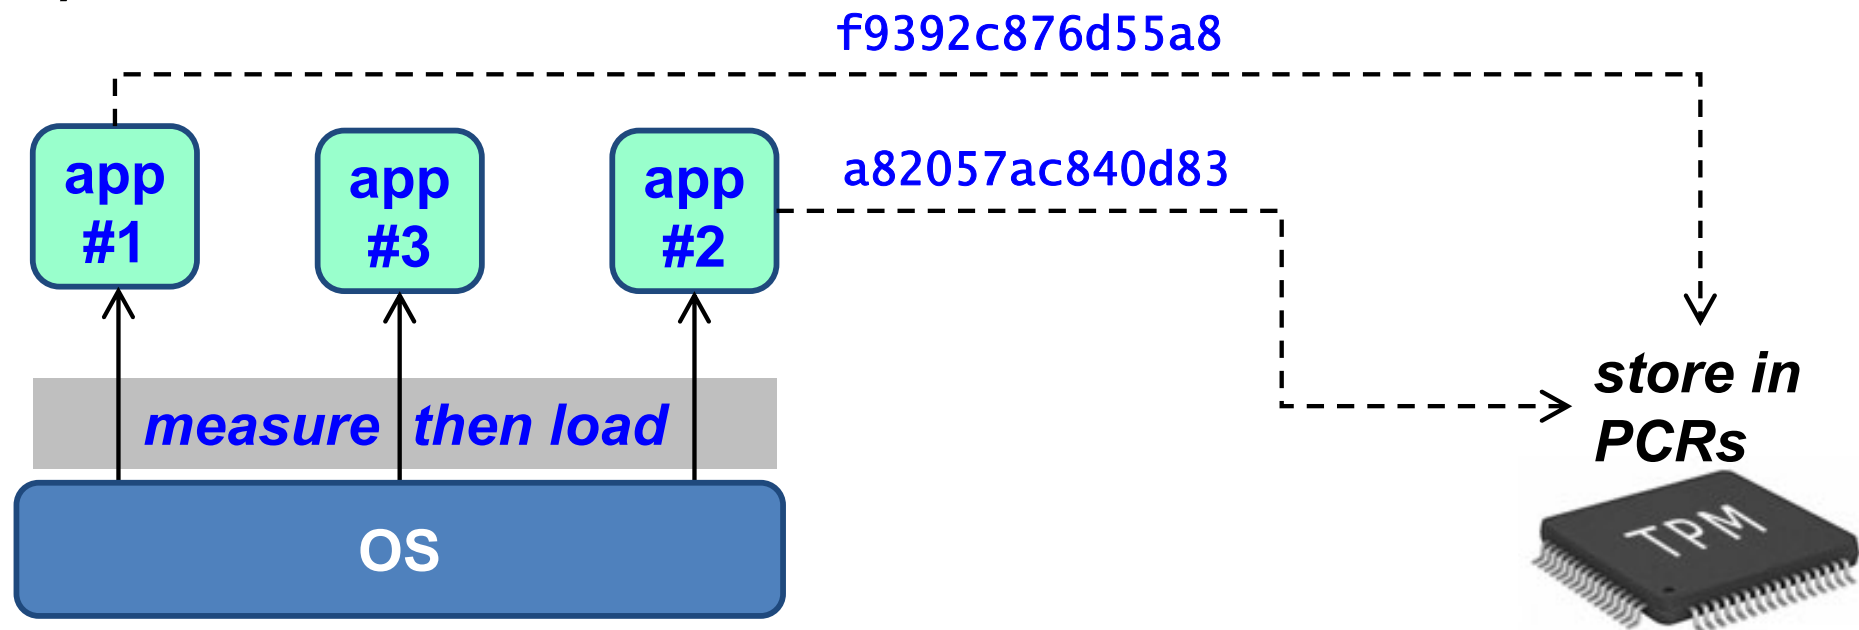 f9392c876d55a8
app
#1
app
#3
app
#2
a82057ac840d83
measure then load
store in
PCRs
OS
TPM